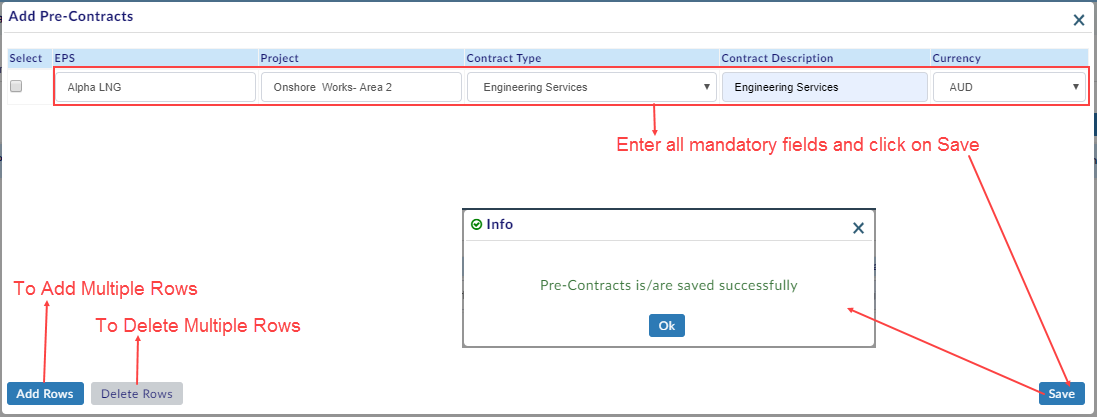 Add Pre-Contracts
Select EPS Project Contract Type Contract Description Currency
Alpha LNG Onshore Works- Area 2 Engineering Services Engineering Services AUD
Enter all mandatory fields and click on Save
Info
Pre-Contracts is/are saved successfully
Ok
To Add Multiple Rows
To Delete Multiple Rows
Add Rows Delete Rows Save